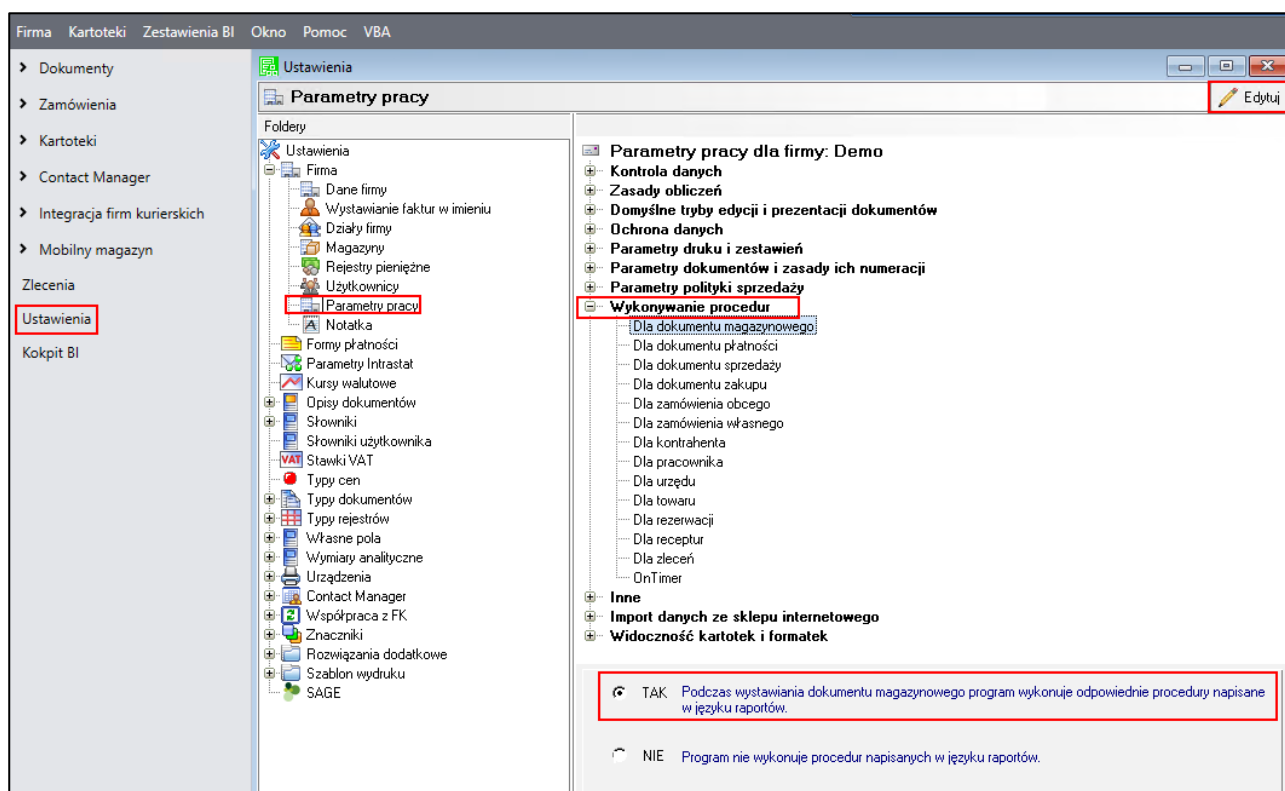 Firma Kartoteki Zestawienia BI Okno Pomoc VBA
Dokumenty
Zamówienia
Kartoteki
Contact Manager
Integracja firm kurierskich
Mobilny magazyn
Zlecenia
Ustawienia
Kokpit BI
Ustawienia
Parametry pracy
Edytuj
Foldery
Ustawienia
Firma
Dane firmy
Wystawianie faktur w imieniu
Działy firmy
Magazyny
Rejestry pieniężne
Użytkownicy
Parametry pracy
Notatka
Formy płatności
Parametry Intrastat
Kursy walutowe
Opisy dokumentów
Słowniki
Słowniki użytkownika
VAT Stawki VAT
Typy cen
Typy dokumentów
Typy rejestrów
Własne pola
Wymiary analityczne
Urządzenia
Contact Manager
Współpraca z FK
Znaczniki
Rozwiązania dodatkowe
Szablon wydruku
SAGE
Parametry pracy dla firmy: Demo
Kontrola danych
Zasady obliczeń
Domyślne tryby edycji i prezentacji dokumentów
Ochrona danych
Parametry druku i zestawień
Parametry dokumentów i zasady ich numeracji
Parametry polityki sprzedaży
Wykonywanie procedur
Dla dokumentu magazynowego
Dla dokumentu płatności
Dla dokumentu sprzedaży
Dla dokumentu zakupu
Dla zamówienia obcego
Dla zamówienia własnego
Dla kontrahenta
Dla pracownika
Dla urzędu
Dla towaru
Dla rezerwacji
Dla receptur
Dla zleceń
OnTimer
Inne
Import danych ze sklepu internetowego
Widoczność kartotek i formatek
TAK Podczas wystawiania dokumentu magazynowego program wykonuje odpowiednie procedury napisane
w języku raportów.
NIE Program nie wykonuje procedur napisanych w języku raportów.